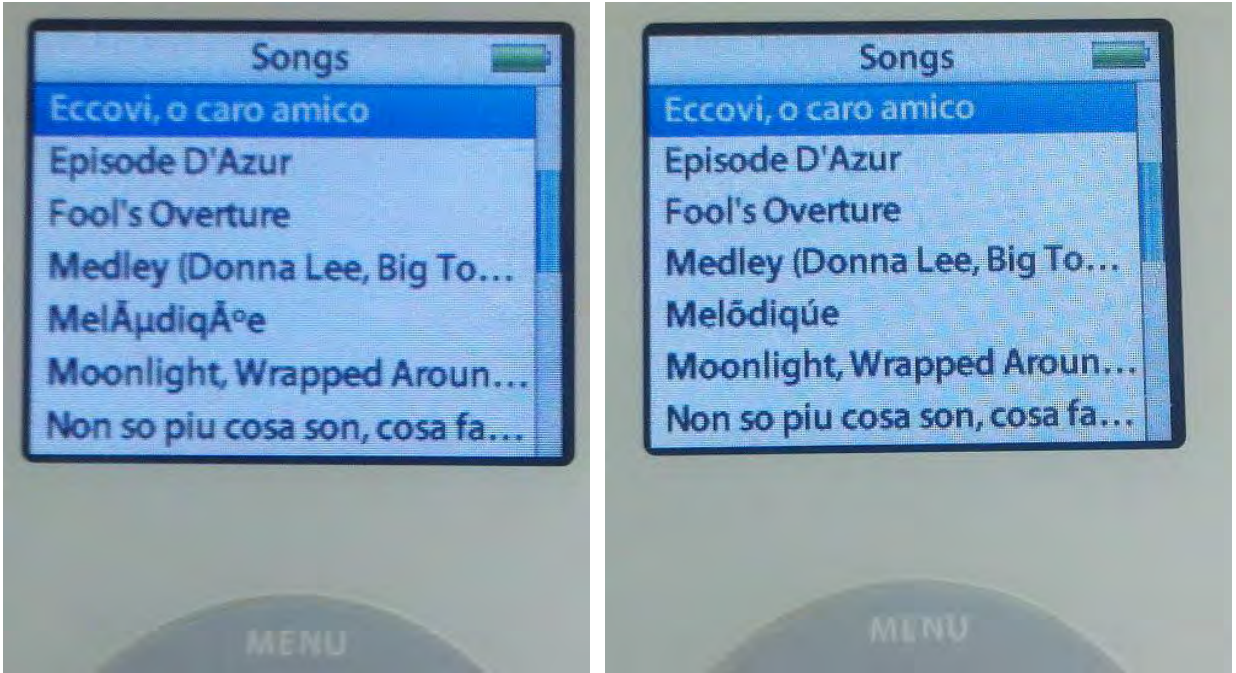 Songs
Eccovi, o caro amico
Episode D'Azur
Fool's Overture
Medley (Donna Lee, Big To...
MelÃµdiqÃºe
Moonlight, Wrapped Aroun...
Non so piu cosa son, cosa fa...
MENU
Songs
Eccovi, o caro amico
Episode D'Azur
Fool's Overture
Medley (Donna Lee, Big To...
Melõdiqúe
Moonlight, Wrapped Aroun...
Non so piu cosa son, cosa fa...
MENU